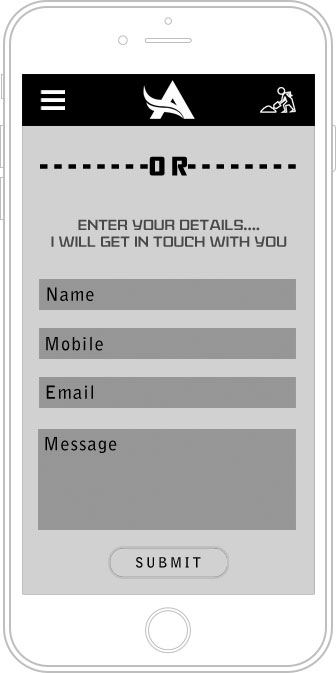 A
OR
ENTER YOUR DETAILS....
I WILL GET IN TOUCH WITH YOU
Name
Mobile
Email
Message
SUBMIT